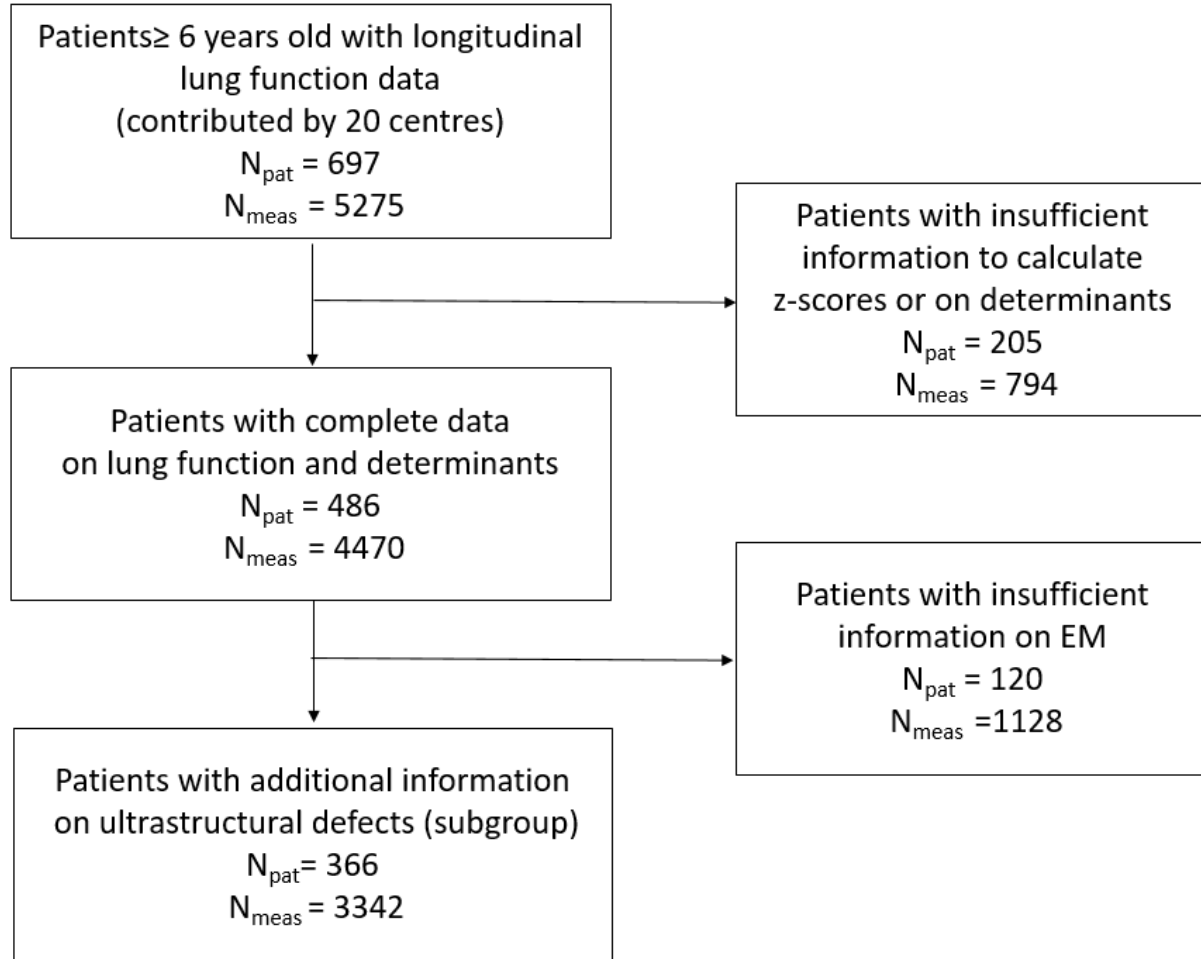 Patients≥ 6 years old with longitudinal
lung function data
(contributed by 20 centres)
Npat = 697
Nmeas = 5275
Patients with insufficient
information to calculate
z-scores or on determinants
Npat = 205
Nmeas = 794
Patients with complete data
on lung function and determinants
Npat = 486
Nmeas = 4470
Patients with insufficient
information on EM
Npat = 120
Nmeas =1128
Patients with additional information
on ultrastructural defects (subgroup)
Npat= 366
Nmeas = 3342